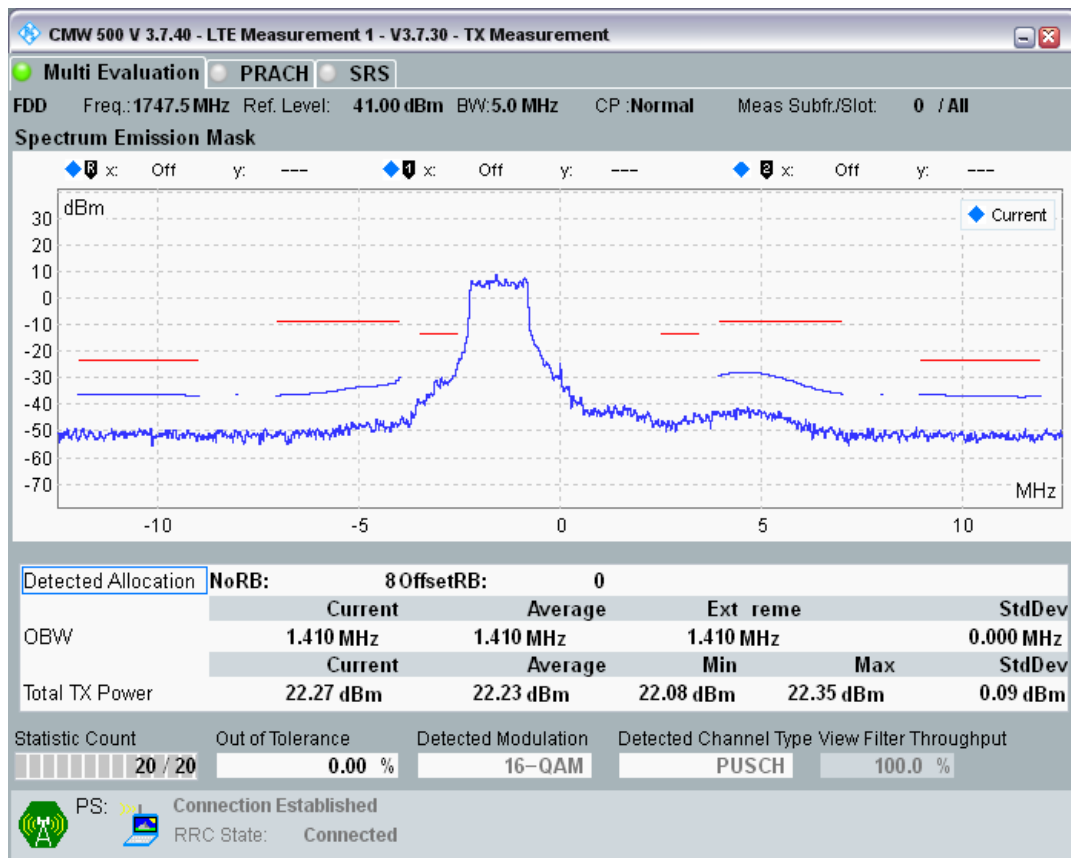 CMW 500 V 3.7.40 - LTE Measurement 1 - V3.7.30 - TX Measurement
Multi Evaluation PRACH SRS
FDD Freq.:1747.5 MHz Ref. Level: 41.00 dBm BW:5.0 MHz CP :Normal Meas Subfr./Slot: 0 / All
Spectrum Emission Mask
R x: Off y: --- 1 x: Off y: --- 2 x: Off y: ---
dBm
Current
30
20
10
0
-10
-20
-30
-40
-50
-60
-70
MHz
-10 -5 0 5 10
Detected Allocation NoRB: 8 OffsetRB: 0
Current Average Ext reme StdDev
OBW 1.410 MHz 1.410 MHz 1.410 MHz 0.000 MHz
Current Average Min Max StdDev
Total TX Power 22.27 dBm 22.23 dBm 22.08 dBm 22.35 dBm 0.09 dBm
Statistic Count Out of Tolerance Detected Modulation Detected Channel Type View Filter Throughput
20 / 20 0.00 % 16-QAM PUSCH 100.0 %
PS: Connection Established
RRC State: Connected